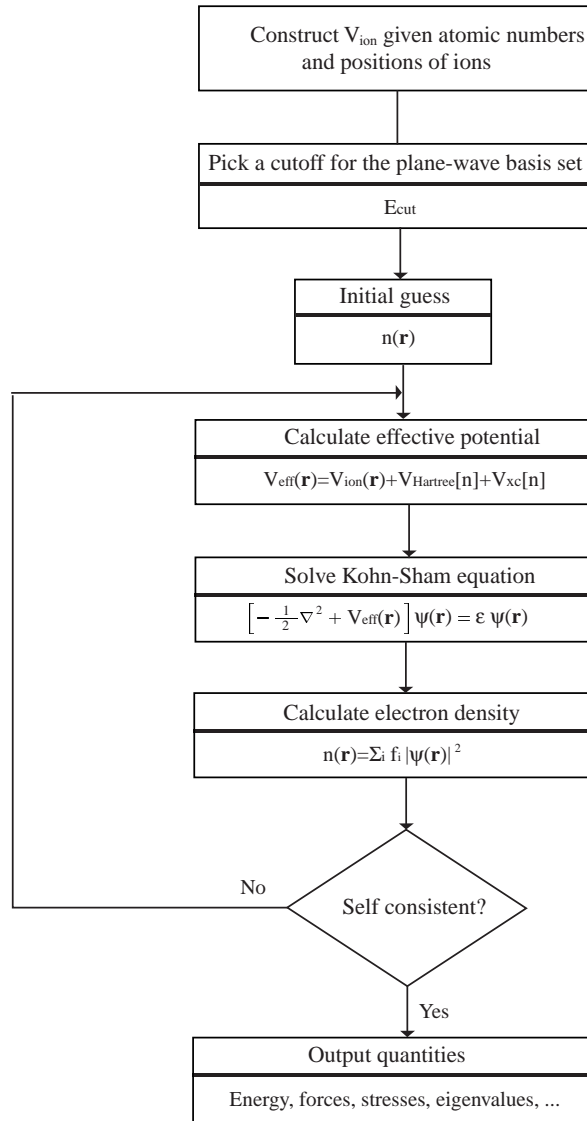 Construct V_ion given atomic numbers
and positions of ions
Pick a cutoff for the plane-wave basis set
E_cut
Initial guess
n(r)
Calculate effective potential
V_eff(r)=V_ion(r)+V_Hartree[n]+V_xc[n]
Solve Kohn-Sham equation
[-1/2 ∇² + V_eff(r)] ψ(r) = ε ψ(r)
Calculate electron density
n(r)=Σ_i f_i |ψ(r)|²
No
Self consistent?
Yes
Output quantities
Energy, forces, stresses, eigenvalues, ...